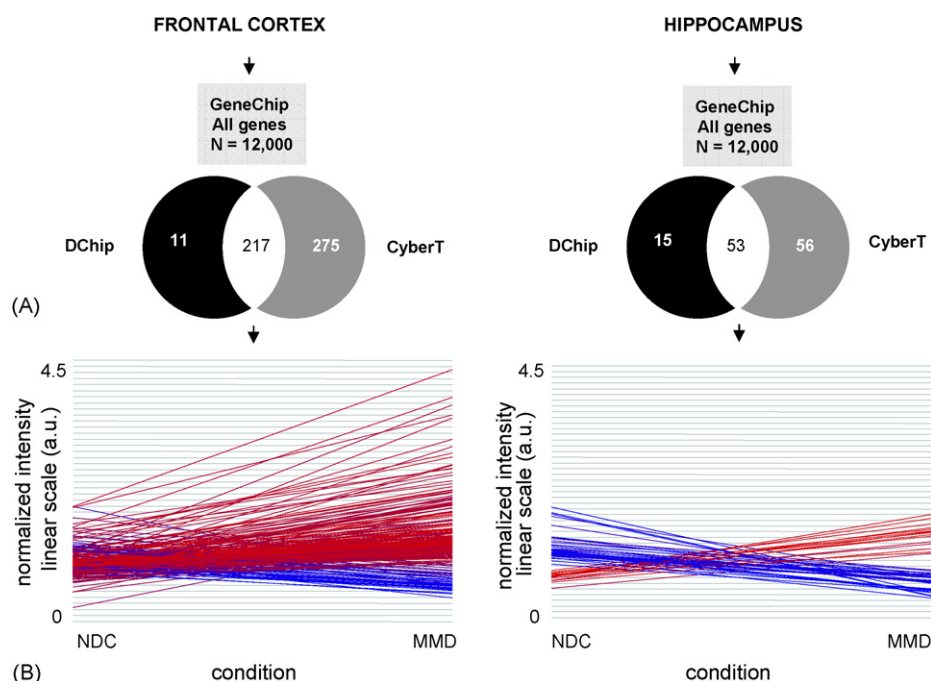 FRONTAL CORTEX
GeneChip
All genes
N = 12,000
DChip
11
217
275
CyberT
HIPPOCAMPUS
GeneChip
All genes
N = 12,000
DChip
15
53
56
CyberT
(A)
4.5
normalized intensity
linear scale (a.u.)
0
NDC
MMD
condition
4.5
normalized intensity
linear scale (a.u.)
0
NDC
MMD
condition
(B)